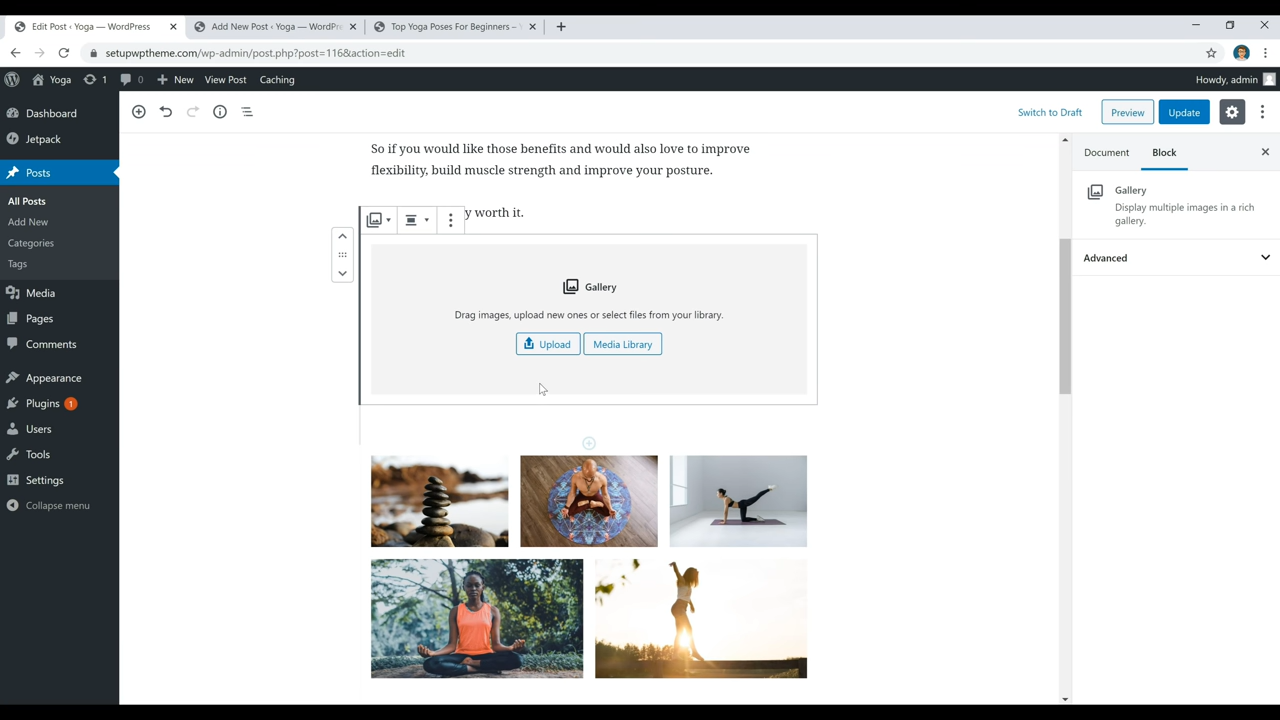 Edit Post ‹ Yoga — WordPress
Add New Post ‹ Yoga — WordPr
Top Yoga Poses For Beginners –
setupwptheme.com/wp-admin/post.php?post=116&action=edit
Yoga
1
0
New
View Post
Caching
Howdy, admin
Dashboard
Jetpack
Posts
All Posts
Add New
Categories
Tags
Media
Pages
Comments
Appearance
Plugins 1
Users
Tools
Settings
Collapse menu
Switch to Draft
Preview
Update
So if you would like those benefits and would also love to improve
flexibility, build muscle strength and improve your posture.
y worth it.
Gallery
Drag images, upload new ones or select files from your library.
Upload
Media Library
Document
Block
Gallery
Display multiple images in a rich
gallery.
Advanced